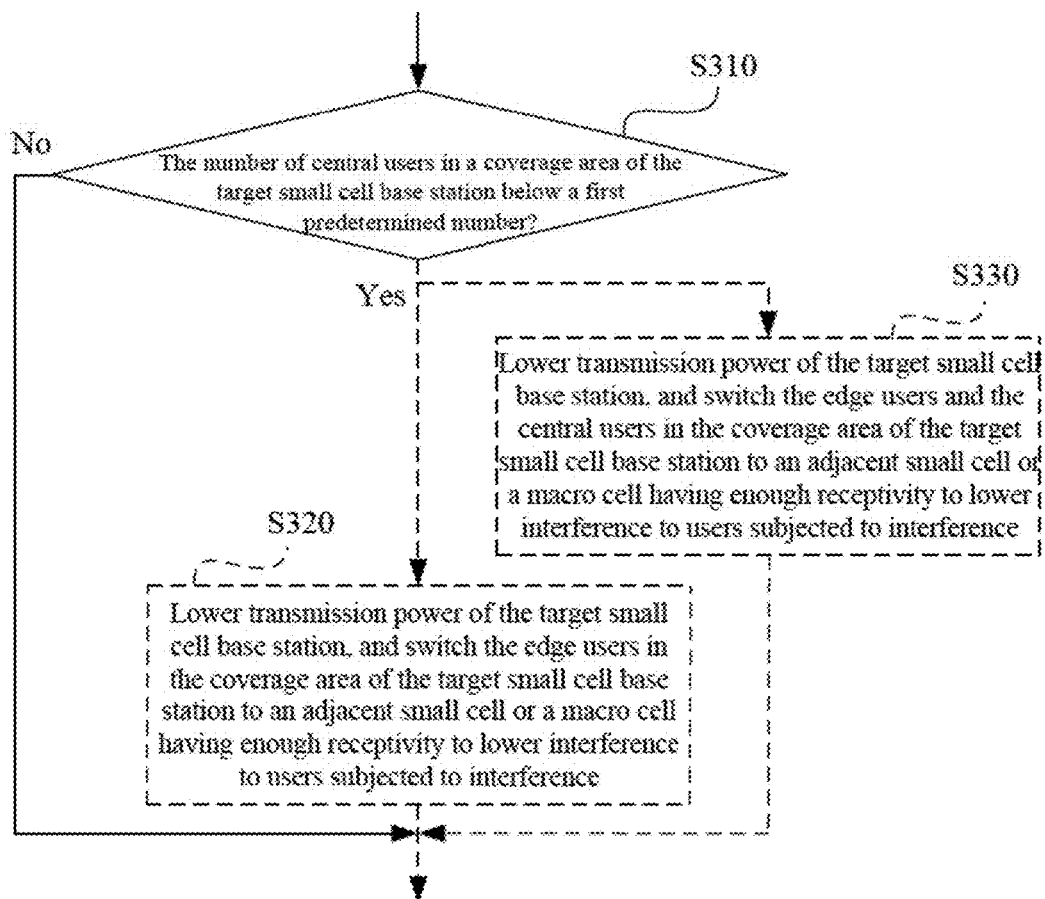 S310
No
The number of central users in a coverage area of the
target small cell base station below a first
predetermined number?
Yes
S330
Lower transmission power of the target small cell
base station, and switch the edge users and the
central users in the coverage area of the target
small cell base station to an adjacent small cell or
a macro cell having enough receptivity to lower
interference to users subjected to interference
S320
Lower transmission power of the target small
cell base station, and switch the edge users in
the coverage area of the target small cell base
station to an adjacent small cell or a macro cell
having enough receptivity to lower interference
to users subjected to interference